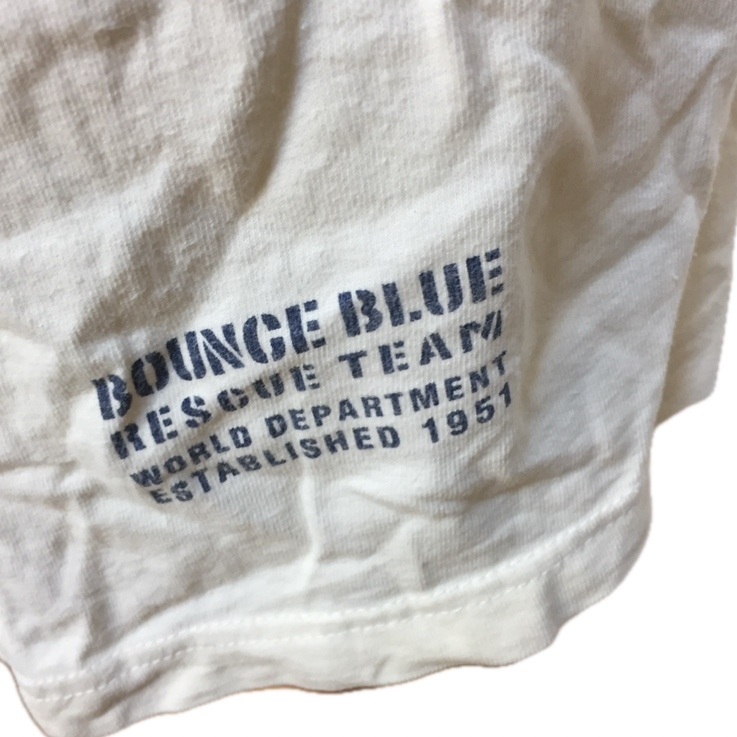 BOUNCE BLUE
RESCUE TEAM
WORLD DEPARTMENT
ESTABLISHED 1951